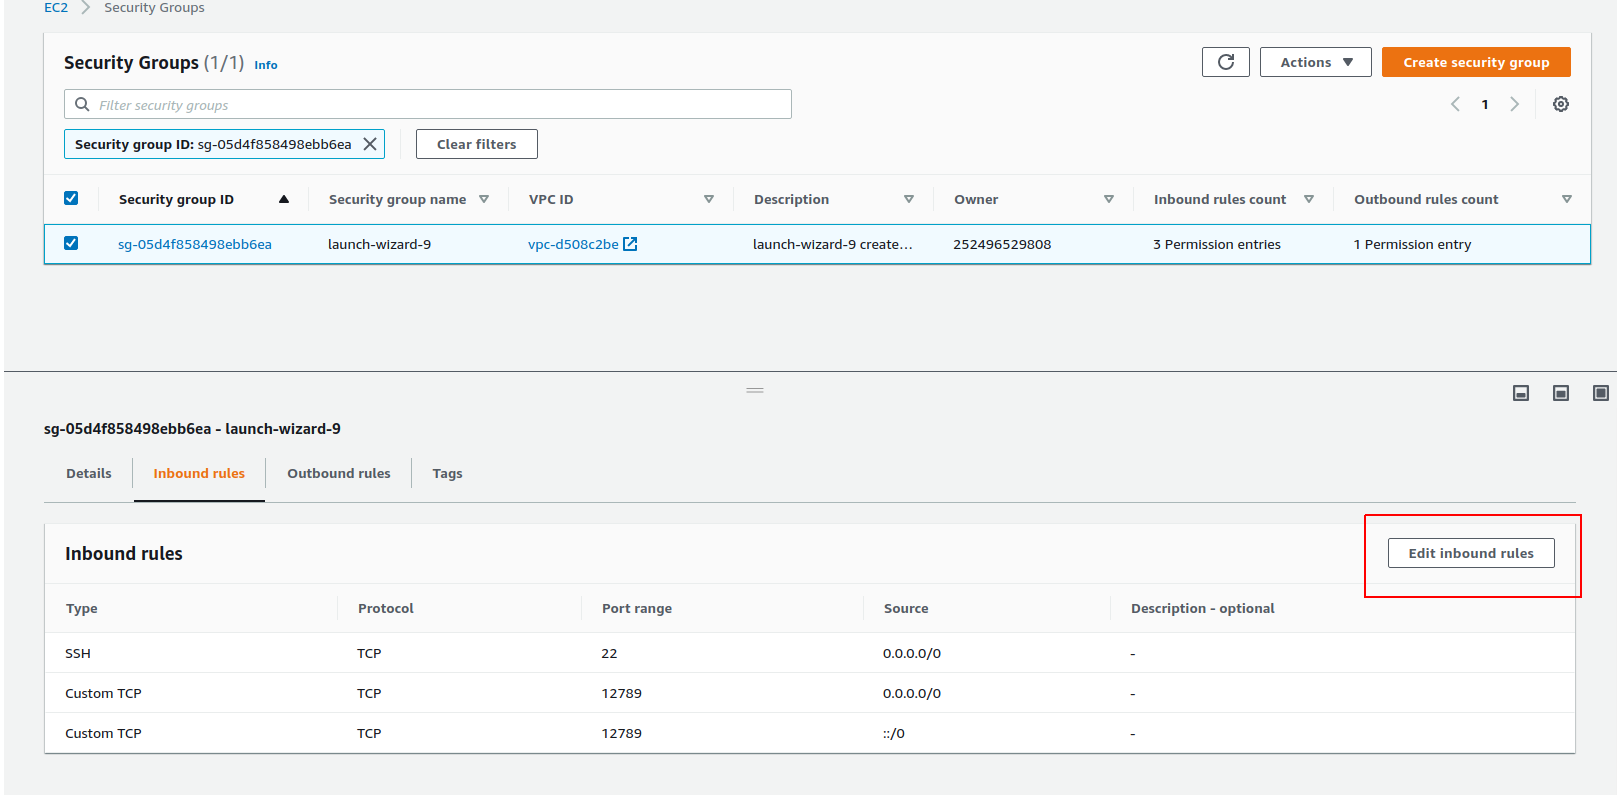 EC2 > Security Groups
Security Groups (1/1) Info
Actions
Create security group
Filter security groups
1
Security group ID: sg-05d4f858498ebb6ea
Clear filters
Security group ID Security group name VPC ID Description Owner Inbound rules count Outbound rules count
sg-05d4f858498ebb6ea launch-wizard-9 vpc-d508c2be launch-wizard-9 create... 252496529808 3 Permission entries 1 Permission entry
sg-05d4f858498ebb6ea - launch-wizard-9
Details Inbound rules Outbound rules Tags
Inbound rules
Edit inbound rules
Type Protocol Port range Source Description - optional
SSH TCP 22 0.0.0.0/0 -
Custom TCP TCP 12789 0.0.0.0/0 -
Custom TCP TCP 12789 ::/0 -